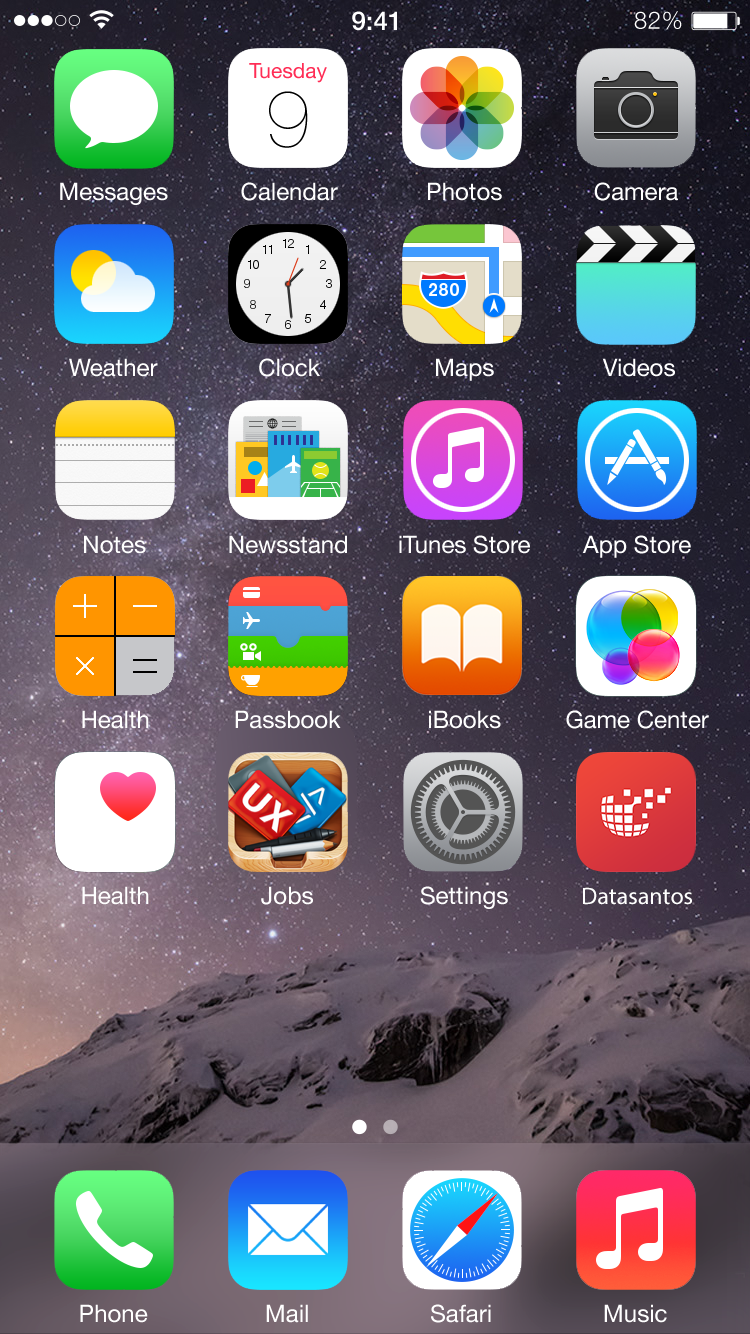 9:41
82%
Tuesday
9
280
12
11 1
10 2
9 3
8 4
7 5
6
Messages Calendar Photos Camera
Weather Clock Maps Videos
Notes Newsstand iTunes Store App Store
Health Passbook iBooks Game Center
UX
Health Jobs Settings Datasantos
Phone Mail Safari Music